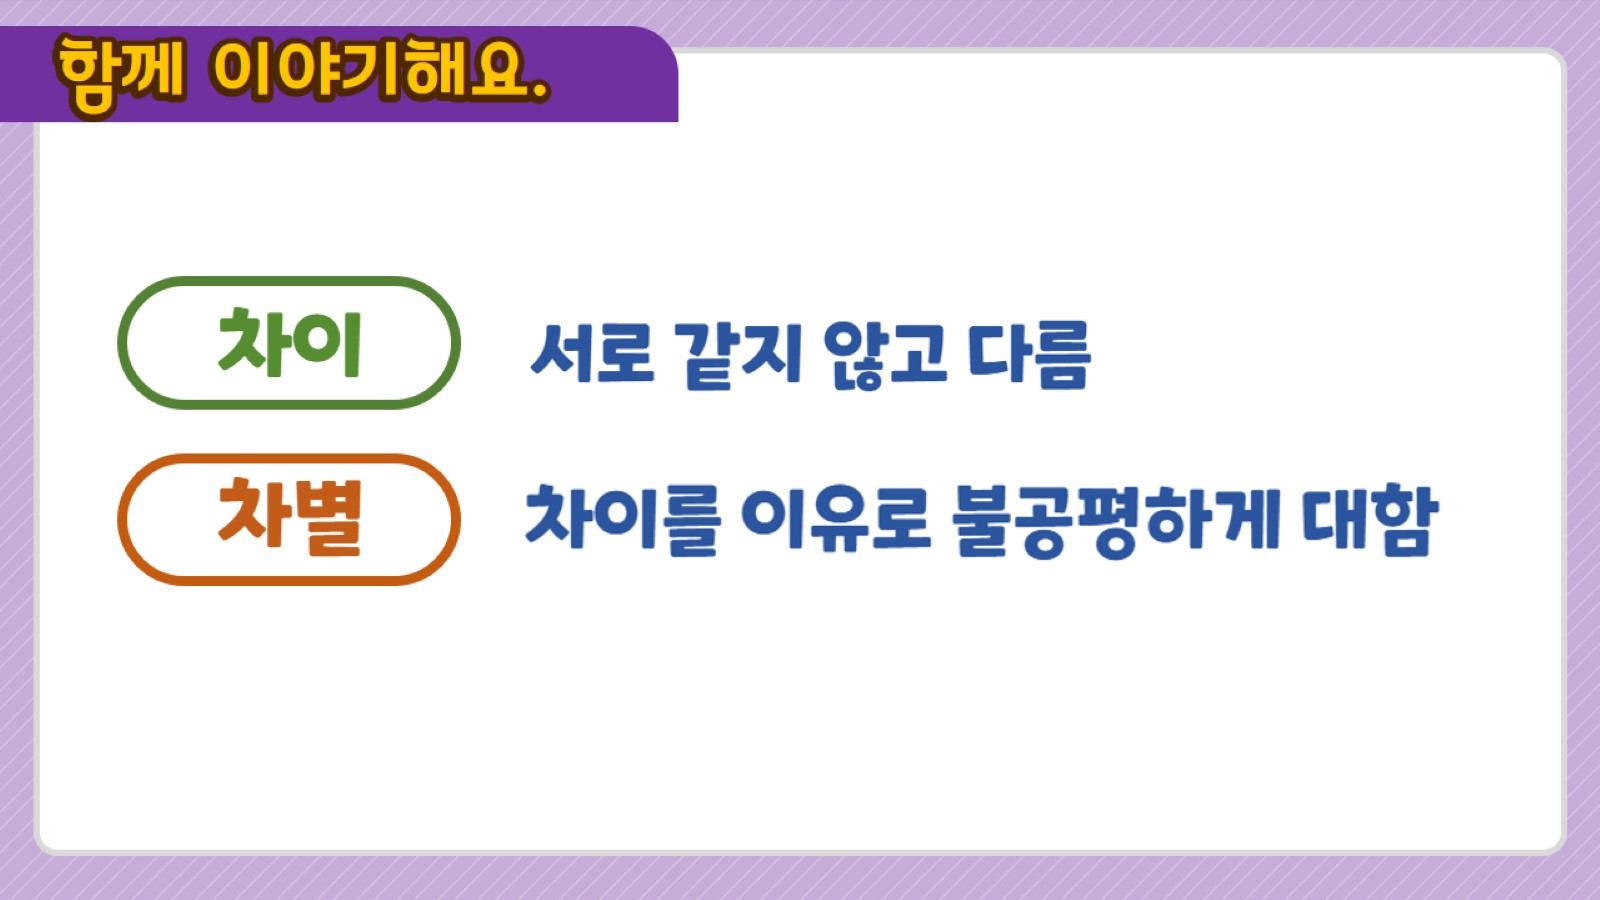 함께 이야기해요.
차이 서로 같지 않고 다름
차별 차이를 이유로 불공평하게 대함